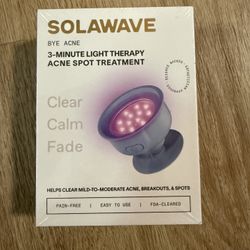 SOLAWAVE
BYE ACNE
3-MINUTE LIGHT THERAPY
ACNE SPOT TREATMENT
Clear
Calm
Fade
HELPS CLEAR MILD-TO-MODERATE ACNE, BREAKOUTS, & SPOTS
PAIN-FREE | EASY TO USE | FDA-CLEARED